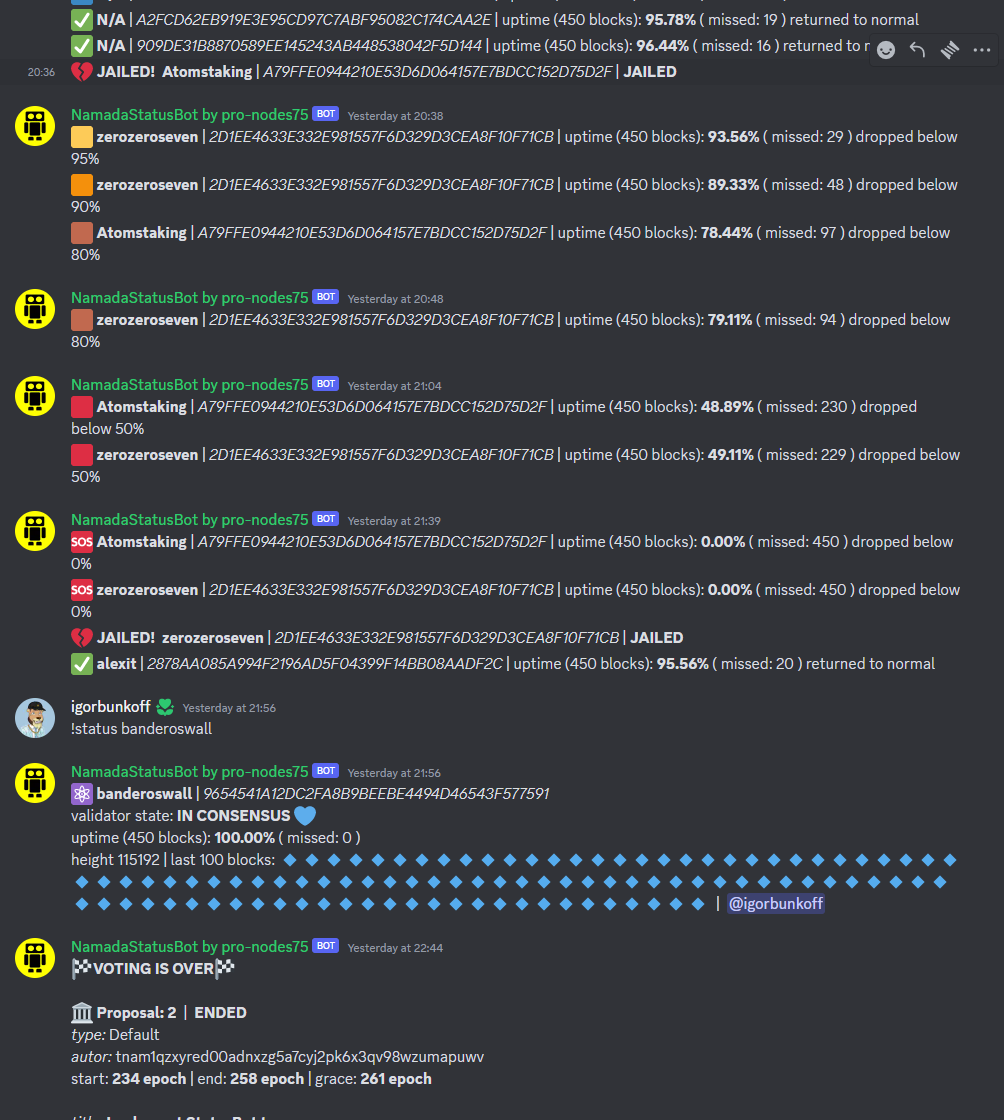 N/A | A2FCD62EB919E3E95CD97C7ABF95082C174CAA2E | uptime (450 blocks): 95.78% ( missed: 19 ) returned to normal
N/A | 909DE31B8870589EE145243AB448538042F5D144 | uptime (450 blocks): 96.44% ( missed: 16 ) returned to
20:36 JAILED! Atomstaking | A79FFE0944210E53D6D064157E7BDCC152D75D2F | JAILED
NamadaStatusBot by pro-nodes75 BOT Yesterday at 20:38
zerozeroseven | 2D1EE4633E332E981557F6D329D3CEA8F10F71CB | uptime (450 blocks): 93.56% ( missed: 29 ) dropped below
95%
zerozeroseven | 2D1EE4633E332E981557F6D329D3CEA8F10F71CB | uptime (450 blocks): 89.33% ( missed: 48 ) dropped below
90%
Atomstaking | A79FFE0944210E53D6D064157E7BDCC152D75D2F | uptime (450 blocks): 78.44% ( missed: 97 ) dropped below
80%
NamadaStatusBot by pro-nodes75 BOT Yesterday at 20:48
zerozeroseven | 2D1EE4633E332E981557F6D329D3CEA8F10F71CB | uptime (450 blocks): 79.11% ( missed: 94 ) dropped below
80%
NamadaStatusBot by pro-nodes75 BOT Yesterday at 21:04
Atomstaking | A79FFE0944210E53D6D064157E7BDCC152D75D2F | uptime (450 blocks): 48.89% ( missed: 230 ) dropped
below 50%
zerozeroseven | 2D1EE4633E332E981557F6D329D3CEA8F10F71CB | uptime (450 blocks): 49.11% ( missed: 229 ) dropped below
50%
NamadaStatusBot by pro-nodes75 BOT Yesterday at 21:39
SOS Atomstaking | A79FFE0944210E53D6D064157E7BDCC152D75D2F | uptime (450 blocks): 0.00% ( missed: 450 ) dropped below
0%
SOS zerozeroseven | 2D1EE4633E332E981557F6D329D3CEA8F10F71CB | uptime (450 blocks): 0.00% ( missed: 450 ) dropped below
0%
JAILED! zerozeroseven | 2D1EE4633E332E981557F6D329D3CEA8F10F71CB | JAILED
alexit | 2878AA085A994F2196AD5F04399F14BB08AADF2C | uptime (450 blocks): 95.56% ( missed: 20 ) returned to normal
igorbunkoff Yesterday at 21:56
!status banderoswall
NamadaStatusBot by pro-nodes75 BOT Yesterday at 21:56
banderoswall | 9654541A12DC2FA8B9BEEBE4494D46543F577591
validator state: IN CONSENSUS
uptime (450 blocks): 100.00% ( missed: 0 )
height 115192 | last 100 blocks:
| @igorbunkoff
NamadaStatusBot by pro-nodes75 BOT Yesterday at 22:44
VOTING IS OVER
Proposal: 2 | ENDED
type: Default
autor: tnam1qzxyred00adnxzg5a7cyj2pk6x3qv98wzumapuwv
start: 234 epoch | end: 258 epoch | grace: 261 epoch